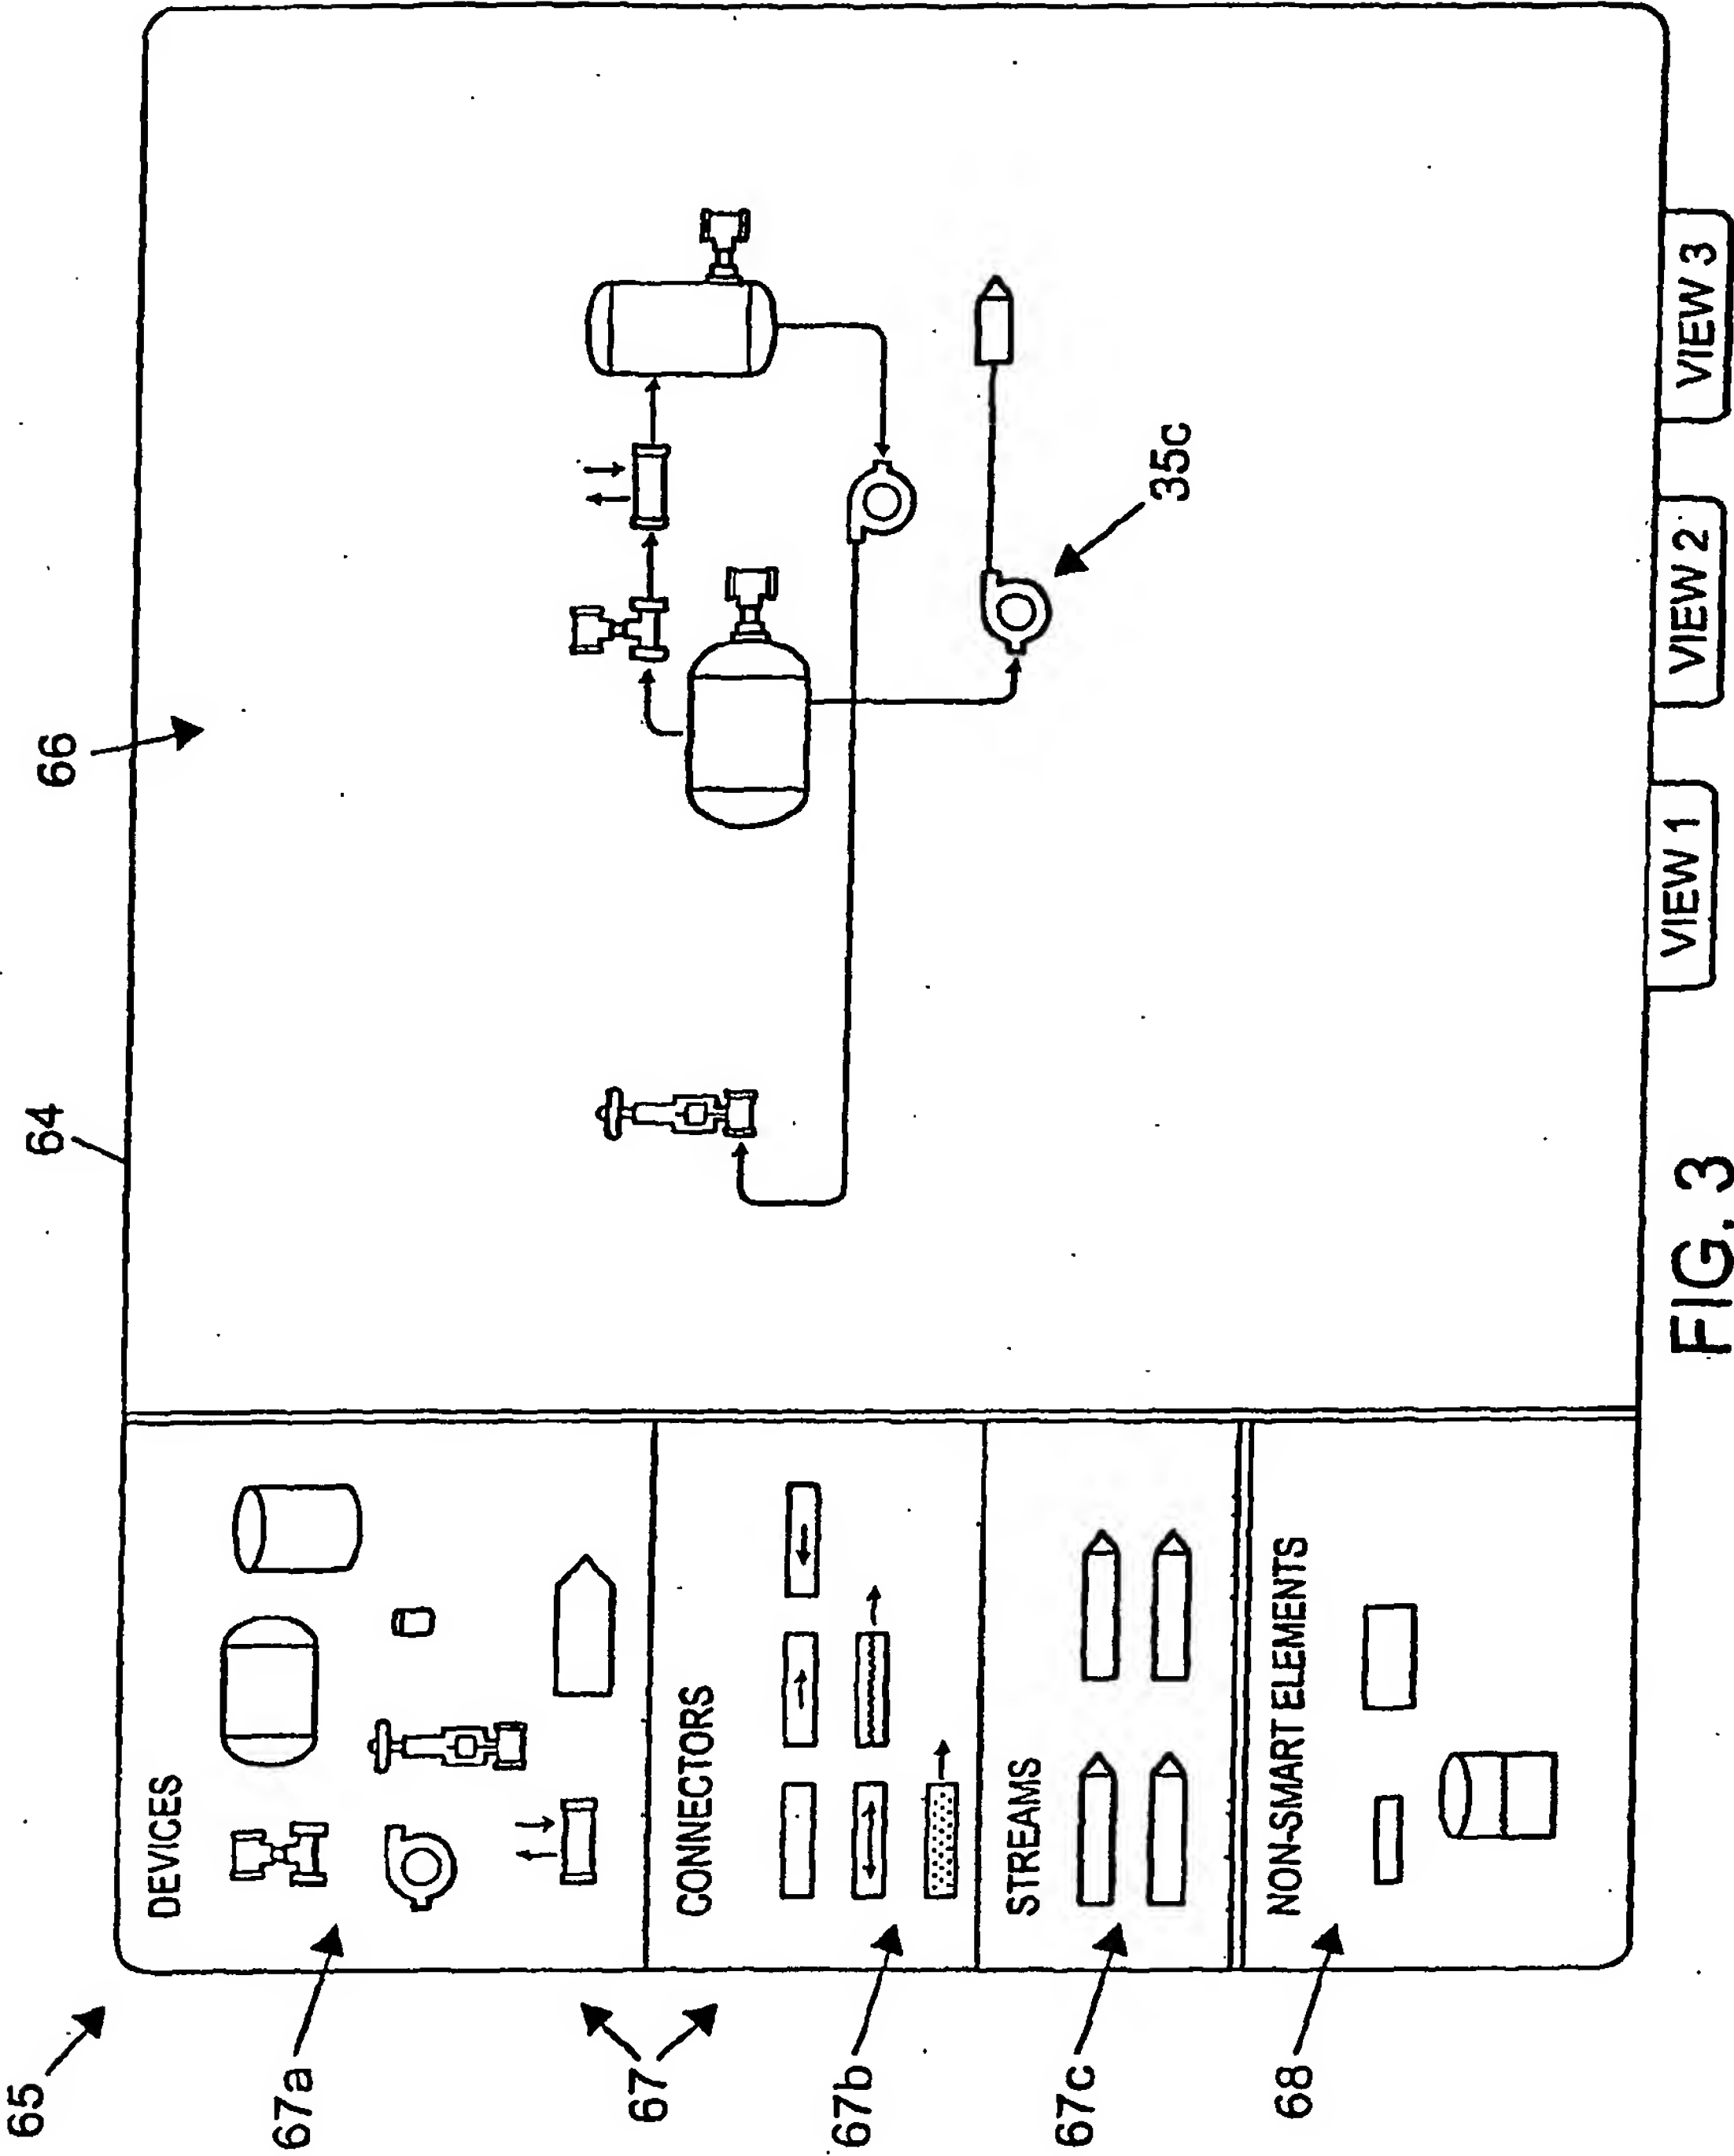 65
64
66
67a
DEVICES
67
CONNECTORS
67b
STREAMS
67c
NON-SMART ELEMENTS
68
35c
VIEW 1
VIEW 2
VIEW 3
FIG. 3